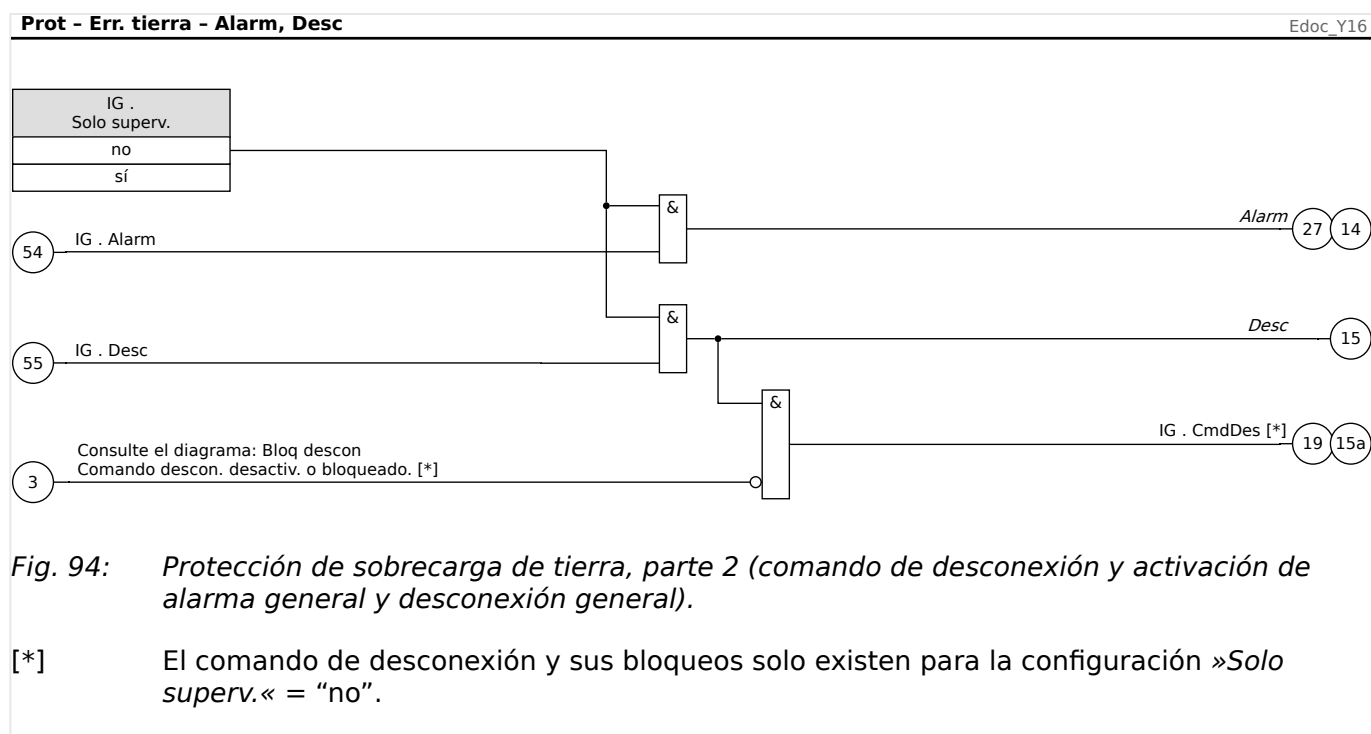 Prot – Err. tierra – Alarm, Desc
Edoc_Y16
IG .
Solo superv.
no
sí
&
Alarm
27
14
54
IG . Alarm
&
Desc
15
55
IG . Desc
&
IG . CmdDes [*]
19
15a
Consulte el diagrama: Bloq descon
Comando descon. desactiv. o bloqueado. [*]
3
Fig. 94: Protección de sobrecarga de tierra, parte 2 (comando de desconexión y activación de
alarma general y desconexión general).
[*] El comando de desconexión y sus bloqueos solo existen para la configuración »Solo
superv.« = “no”.